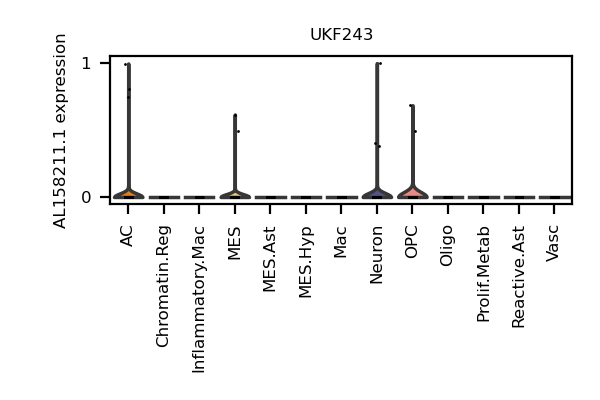 UKF243
AL158211.1 expression
1
0
AC
Chromatin.Reg
Inflammatory.Mac
MES
MES.Ast
MES.Hyp
Mac
Neuron
OPC
Oligo
Prolif.Metab
Reactive.Ast
Vasc